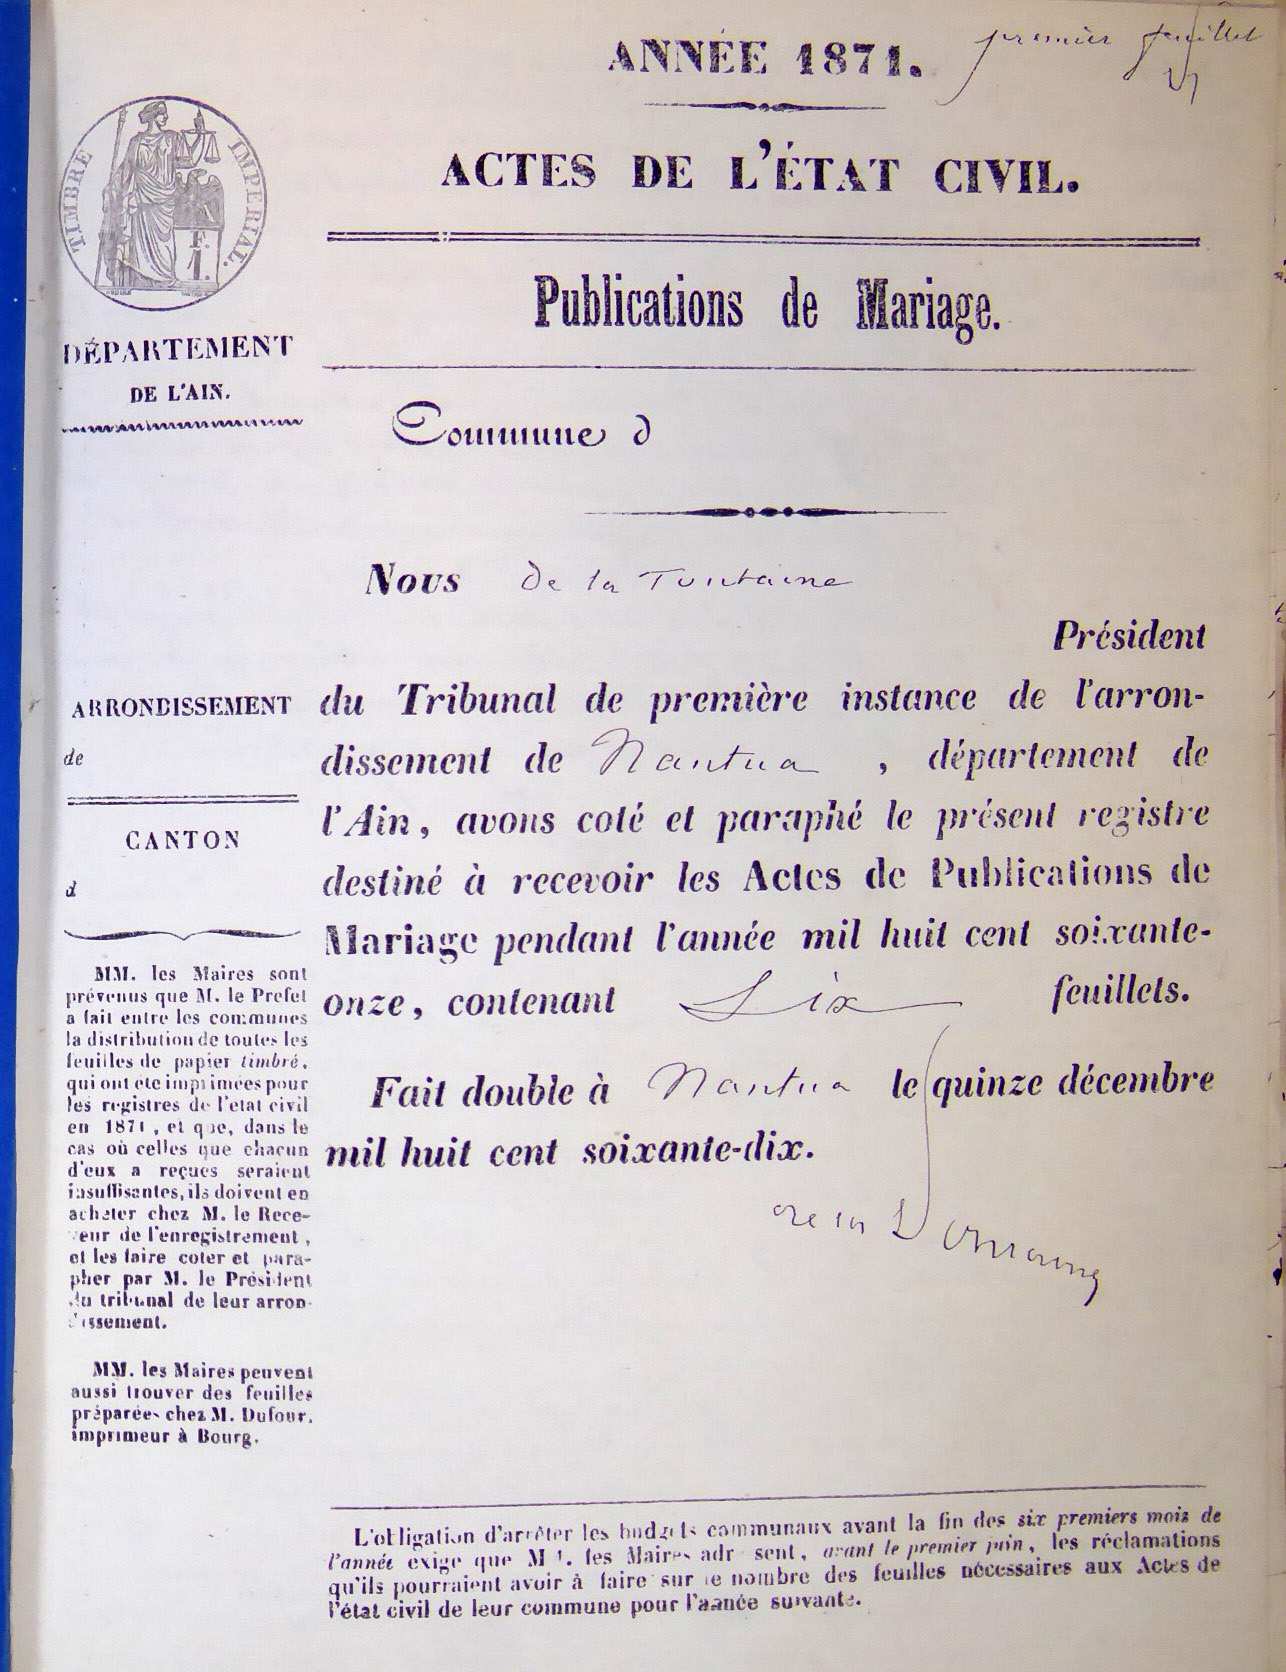 premier feuillet
ANNÉE 1871.
ACTES DE L'ÉTAT CIVIL.
TIMBRE IMPERIAL.
F.
1.
Publications de Mariage.
DÉPARTEMENT
DE L'AIN.
Commune d
Nous de la Fontaine
Président
du Tribunal de première instance de l'arron-
dissement de Nantua, département de
l'Ain, avons coté et paraphé le présent registre
destiné à recevoir les Actes de Publications de
Mariage pendant l'année mil huit cent soixante-
onze, contenant Six feuillets.
Fait double à Nantua le quinze décembre
mil huit cent soixante-dix.
ARRONDISSEMENT
de
CANTON
d
MM. les Maires sont
prévenus que M. le Préfet
a fait entre les communes
la distribution de toutes les
feuilles de papier timbré,
qui ont été imprimées pour
les registres de l'état civil
en 1871, et que, dans le
cas où celles que chacun
d'eux a reçues seraient
insuffisantes, ils doivent en
acheter chez M. le Rece-
veur de l'enregistrement,
et les faire coter et para-
pher par M. le Président
du tribunal de leur arron-
dissement.
MM. les Maires peuvent
aussi trouver des feuilles
préparées chez M. Dufour,
imprimeur à Bourg.
L'obligation d'arrêter les budgets communaux avant la fin des six premiers mois de
l'année exige que MM. les Maires adressent, avant le premier juin, les réclamations
qu'ils pourraient avoir à faire sur le nombre des feuilles nécessaires aux Actes de
l'état civil de leur commune pour l'année suivante.